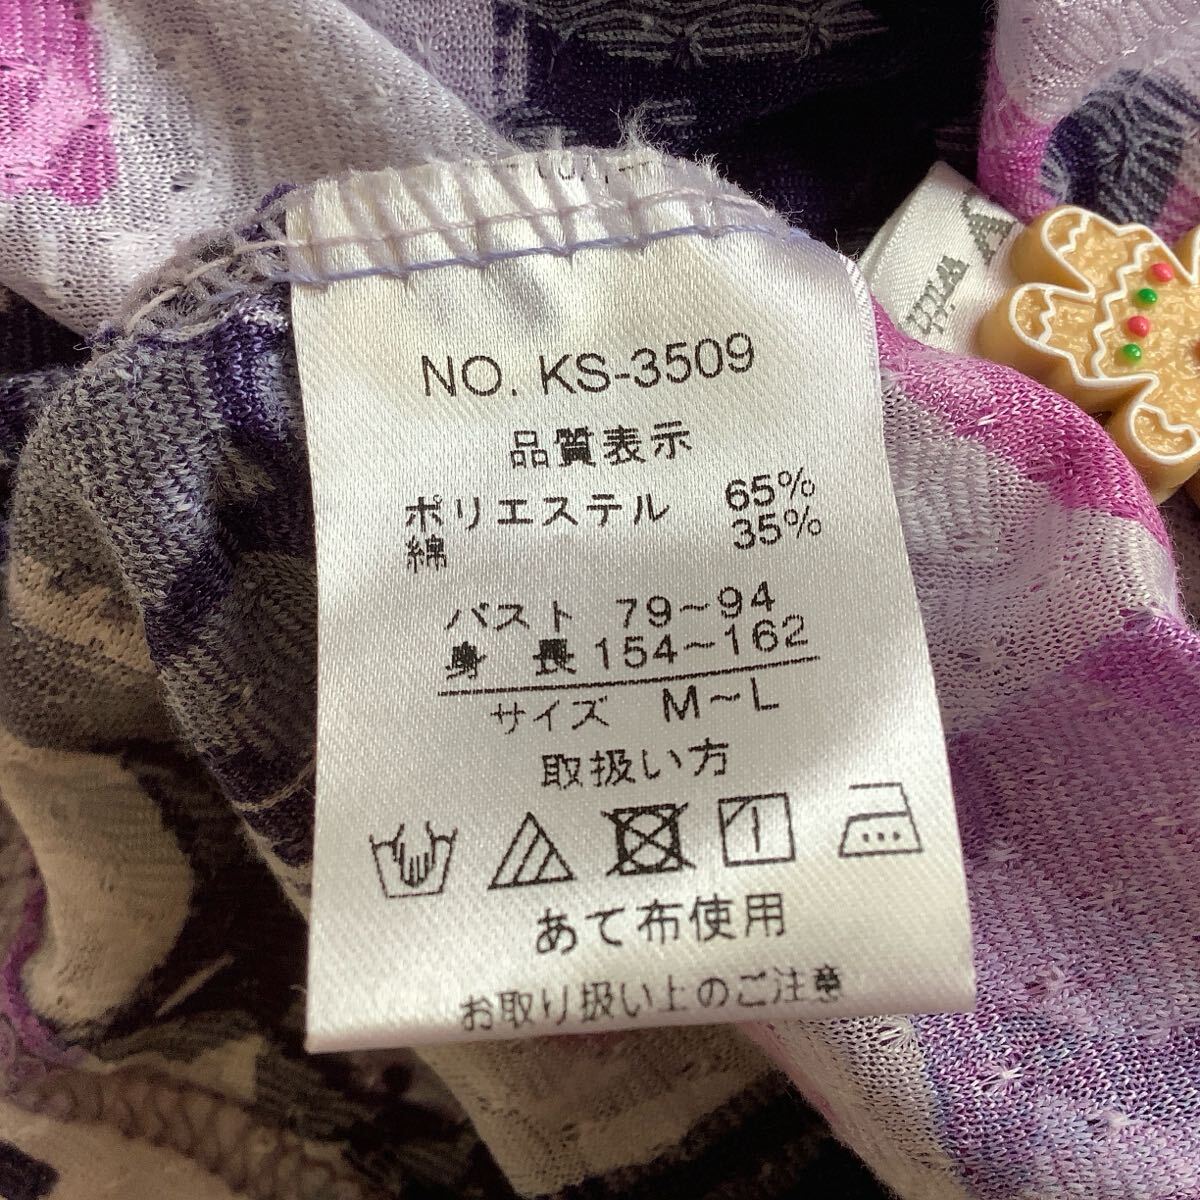 NO. KS-3509
品質表示
ポリエステル 65%
綿 35%
バスト 79~94
身 長 154~162
サイズ M~L
取扱い方
あて布使用
お取り扱い上のご注意